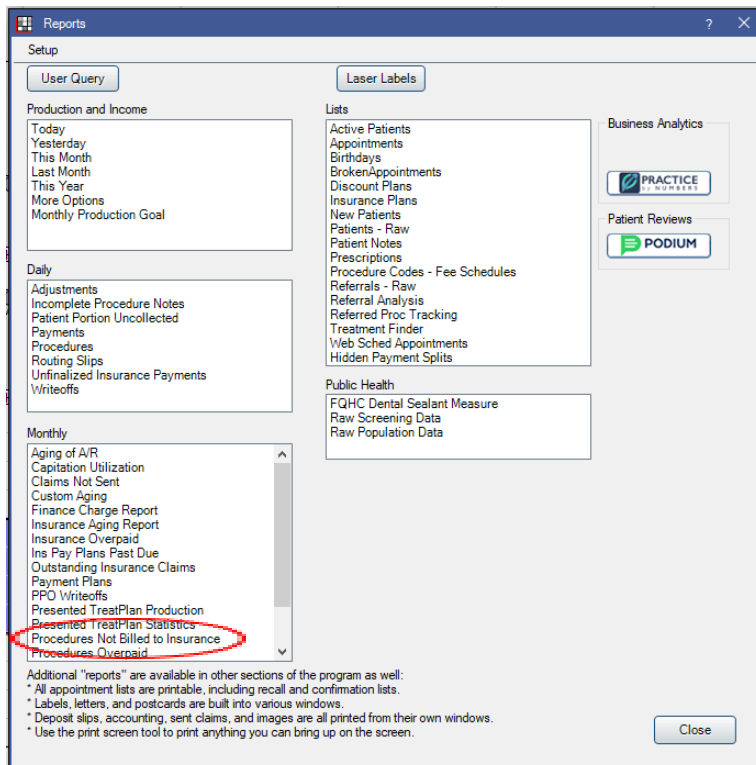 Reports
?
Setup
User Query
Laser Labels
Production and Income
Today
Yesterday
This Month
Last Month
This Year
More Options
Monthly Production Goal
Daily
Adjustments
Incomplete Procedure Notes
Patient Portion Uncollected
Payments
Procedures
Routing Slips
Unfinalized Insurance Payments
Writeoffs
Monthly
Aging of A/R
Capitation Utilization
Claims Not Sent
Custom Aging
Finance Charge Report
Insurance Aging Report
Insurance Overpaid
Ins Pay Plans Past Due
Outstanding Insurance Claims
Payment Plans
PPO Writeoffs
Presented TreatPlan Production
Presented TreatPlan Statistics
Procedures Not Billed to Insurance
Procedures Overpaid
Lists
Active Patients
Appointments
Birthdays
BrokenAppointments
Discount Plans
Insurance Plans
New Patients
Patients - Raw
Patient Notes
Prescriptions
Procedure Codes - Fee Schedules
Referrals - Raw
Referral Analysis
Referred Proc Tracking
Treatment Finder
Web Sched Appointments
Hidden Payment Splits
Public Health
FQHC Dental Sealant Measure
Raw Screening Data
Raw Population Data
Business Analytics
PRACTICE
by NUMBERS
Patient Reviews
PODIUM
Additional "reports" are available in other sections of the program as well:
* All appointment lists are printable, including recall and confirmation lists.
* Labels, letters, and postcards are built into various windows.
* Deposit slips, accounting, sent claims, and images are all printed from their own windows.
* Use the print screen tool to print anything you can bring up on the screen.
Close